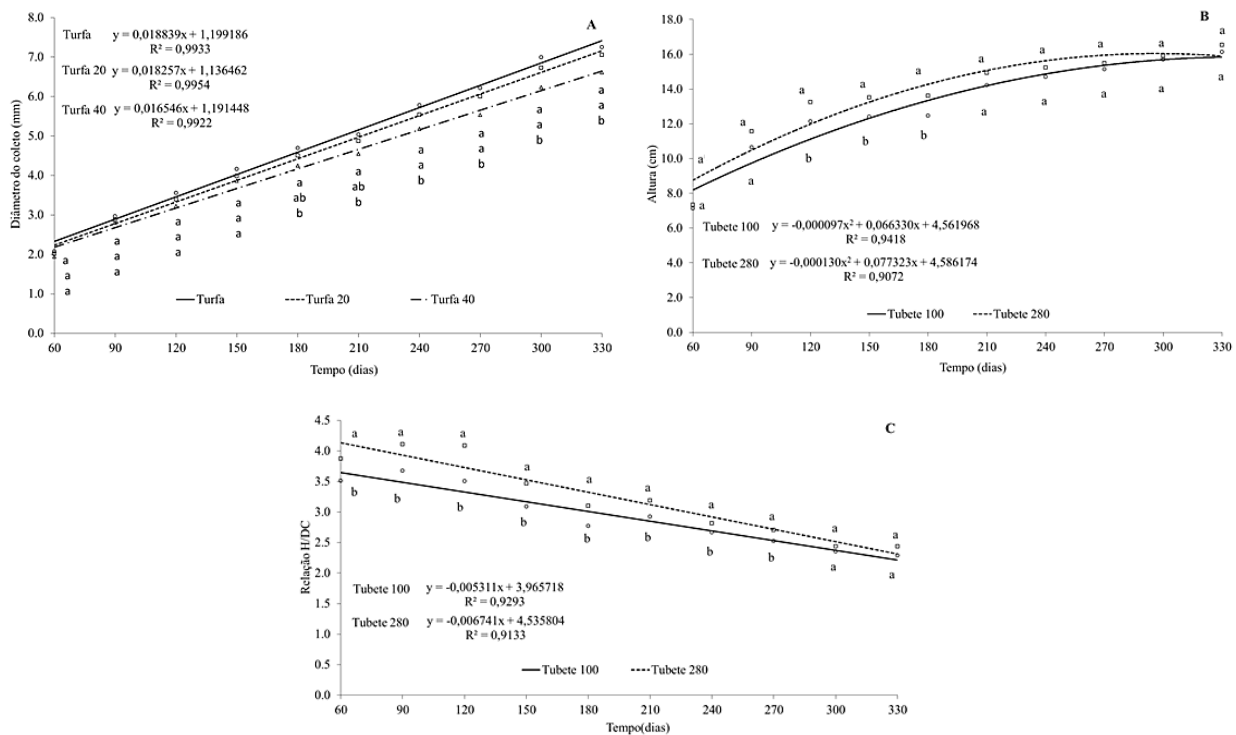 A
Turfa y = 0,018839x + 1,199186
R² = 0,9933
Turfa 20 y = 0,018257x + 1,136462
R² = 0,9954
Turfa 40 y = 0,016546x + 1,191448
R² = 0,9922
Diâmetro do coleto (mm)
8.0
7.0
6.0
5.0
4.0
3.0
2.0
1.0
0.0
a a a a a a a a a a
a a a a ab ab a a a a
a a a a b b b b b b
Turfa Turfa 20 Turfa 40
60 90 120 150 180 210 240 270 300 330
Tempo (dias)
B
Altura (cm)
18.0
16.0
14.0
12.0
10.0
8.0
6.0
4.0
2.0
0.0
a a a a a a a a a a
a a b b b a a a a a
Tubete 100 y = -0,000097x² + 0,066330x + 4,561968
R² = 0,9418
Tubete 280 y = -0,000130x² + 0,077323x + 4,586174
R² = 0,9072
Tubete 100 Tubete 280
60 90 120 150 180 210 240 270 300 330
Tempo (dias)
C
Relação H/DC
4.5
4.0
3.5
3.0
2.5
2.0
1.5
1.0
0.5
0.0
a a a a a a a a a a
b b b b b b b b a a
Tubete 100 y = -0,005311x + 3,965718
R² = 0,9293
Tubete 280 y = -0,006741x + 4,535804
R² = 0,9133
Tubete 100 Tubete 280
60 90 120 150 180 210 240 270 300 330
Tempo(dias)